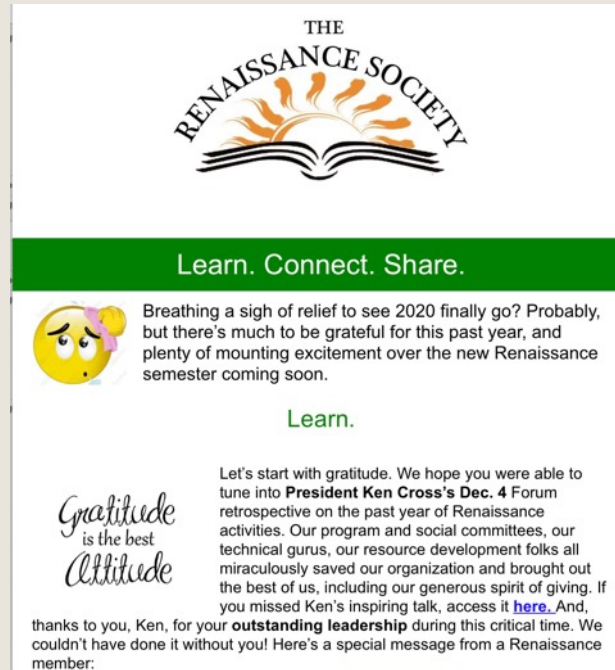 THE
RENAISSANCE SOCIETY
Learn. Connect. Share.
Breathing a sigh of relief to see 2020 finally go? Probably,
but there's much to be grateful for this past year, and
plenty of mounting excitement over the new Renaissance
semester coming soon.
Learn.
Gratitude
is the best
Attitude
Let's start with gratitude. We hope you were able to
tune into President Ken Cross's Dec. 4 Forum
retrospective on the past year of Renaissance
activities. Our program and social committees, our
technical gurus, our resource development folks all
miraculously saved our organization and brought out
the best of us, including our generous spirit of giving. If
you missed Ken's inspiring talk, access it here. And,
thanks to you, Ken, for your outstanding leadership during this critical time. We
couldn't have done it without you! Here's a special message from a Renaissance
member: